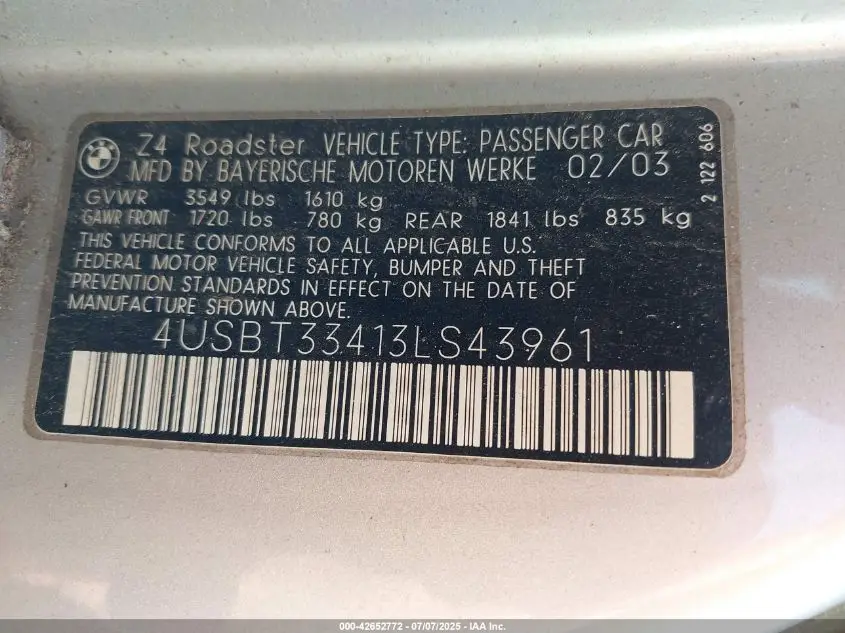 BMW
Z4 Roadster VEHICLE TYPE: PASSENGER CAR
MFD BY BAYERISCHE MOTOREN WERKE 02/03
GVWR 3549 lbs 1610 kg
GAWR FRONT 1720 lbs 780 kg REAR 1841 lbs 835 kg
THIS VEHICLE CONFORMS TO ALL APPLICABLE U.S.
FEDERAL MOTOR VEHICLE SAFETY, BUMPER AND THEFT
PREVENTION STANDARDS IN EFFECT ON THE DATE OF
MANUFACTURE SHOWN ABOVE.
4USBT33413LS43961
2 122 606
000-42652772 - 07/07/2025 - IAA Inc.